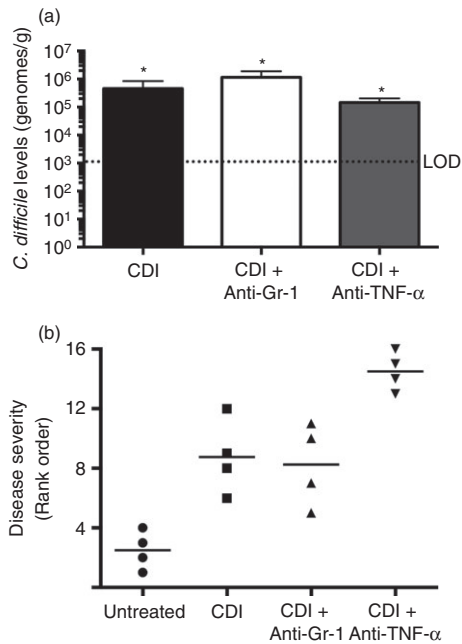 (a)
C. difficile levels (genomes/g)
10⁷
10⁶
10⁵
10⁴
10³
10²
10¹
10⁰
*
*
*
LOD
CDI
CDI +
Anti-Gr-1
CDI +
Anti-TNF-α
(b)
Disease severity
(Rank order)
16
12
8
4
Untreated
CDI
CDI +
Anti-Gr-1
CDI +
Anti-TNF-α